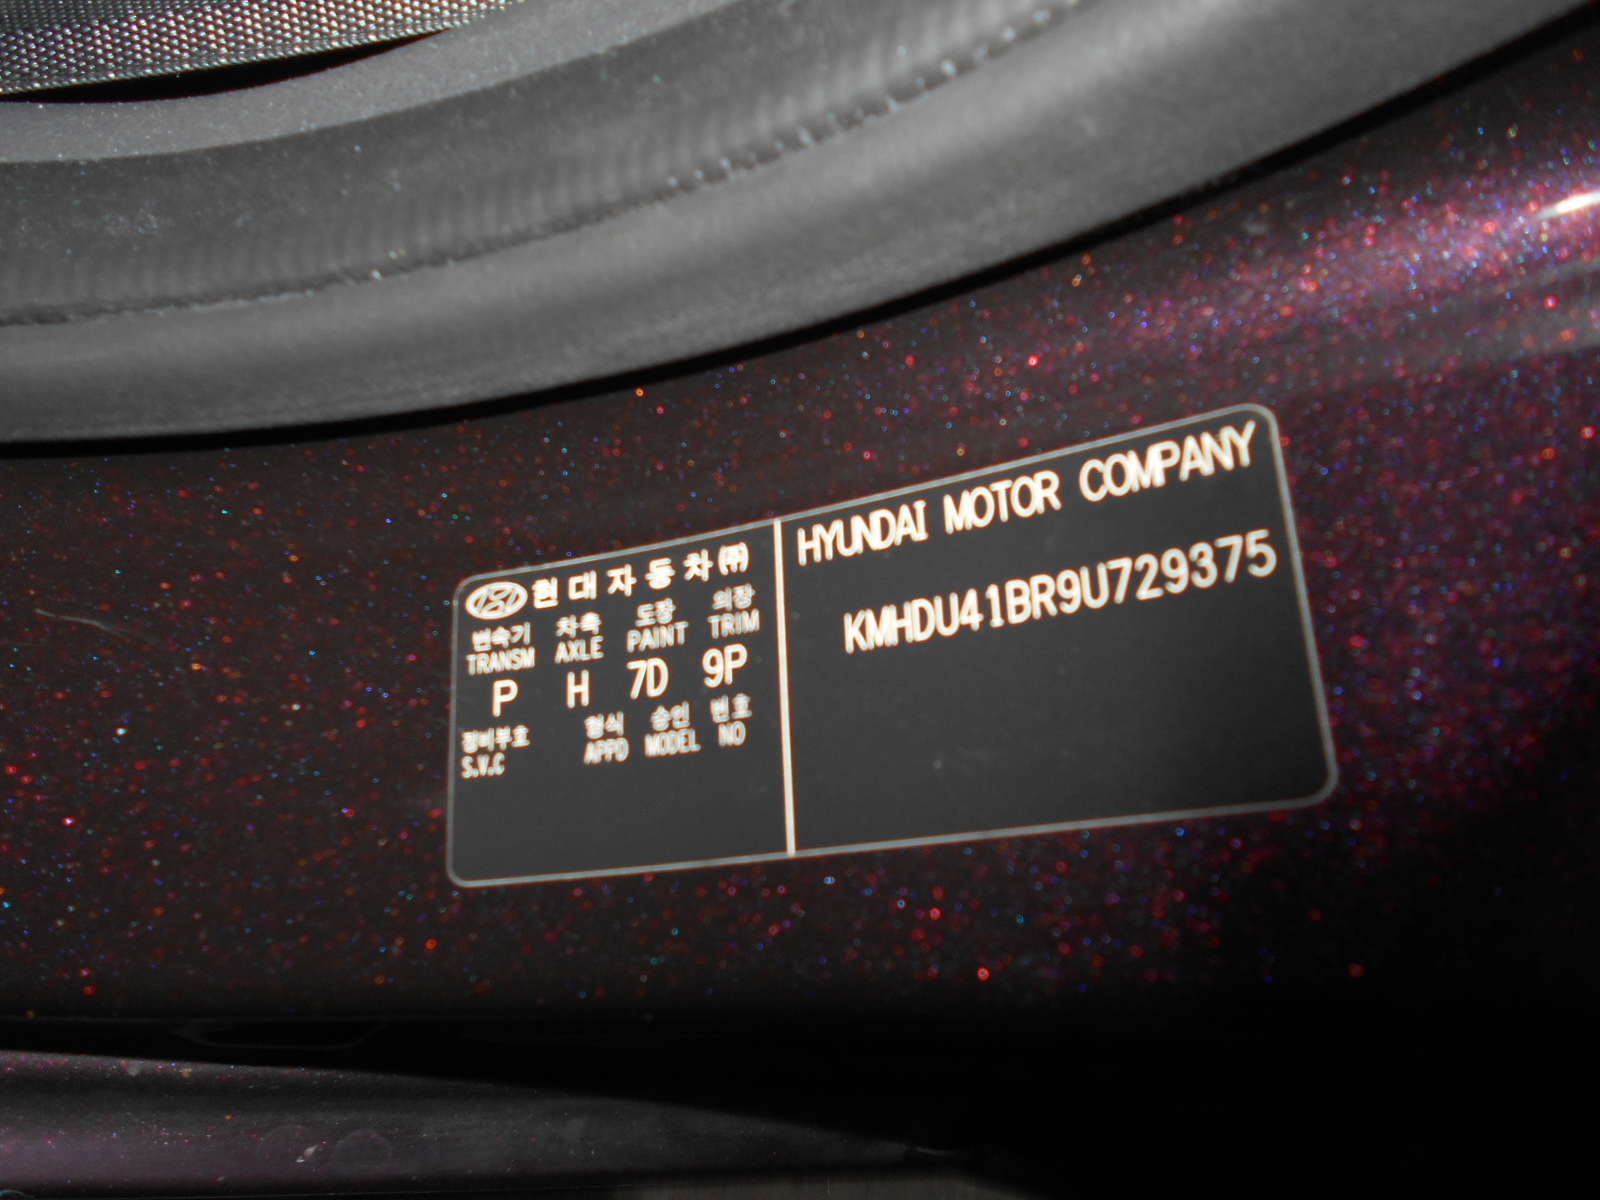 현대자동차㈜
변속기 차축 도장 의장
TRANSM AXLE PAINT TRIM
P H 7D 9P
정비부호 형식 승인 번호
S.V.C APPD MODEL NO
HYUNDAI MOTOR COMPANY
KMHDU41BR9U729375